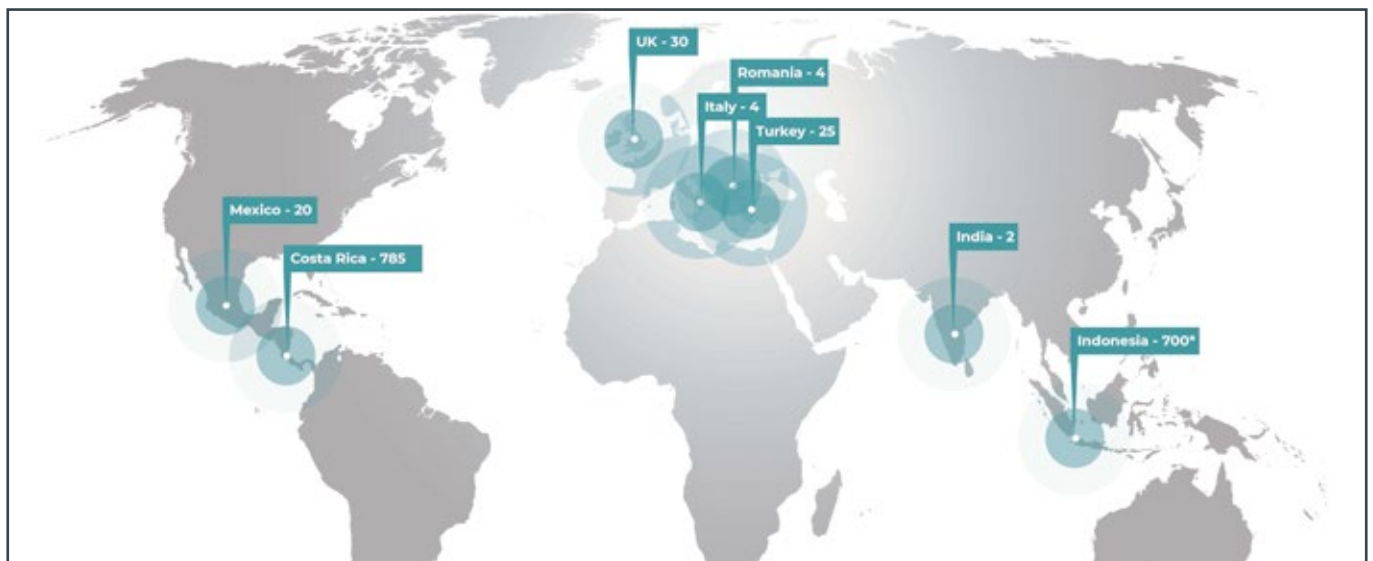 UK - 30
Romania - 4
Italy - 4
Turkey - 25
Mexico - 20
India - 2
Costa Rica - 785
Indonesia - 700*